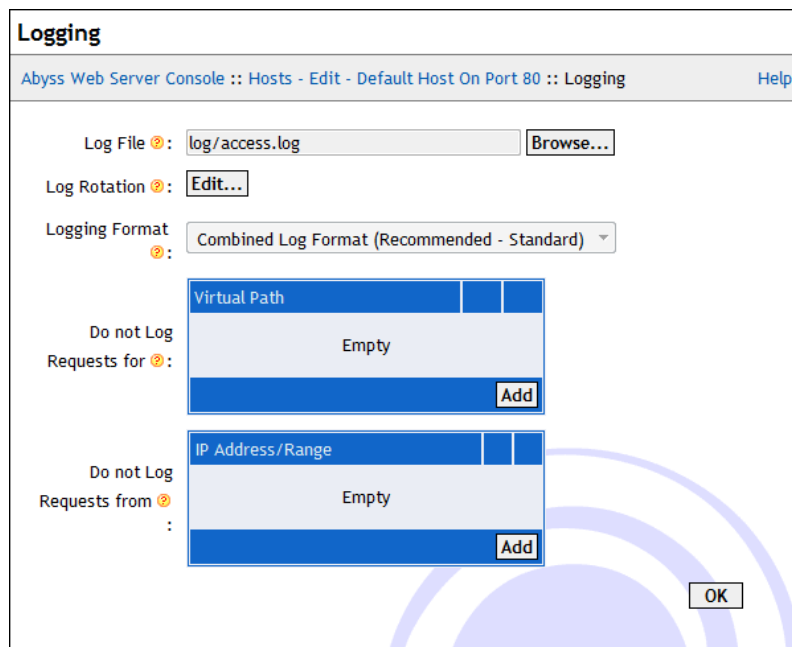 Logging
Abyss Web Server Console :: Hosts - Edit - Default Host On Port 80 :: Logging Help
Log File ?: log/access.log Browse...
Log Rotation ?: Edit...
Logging Format
?: Combined Log Format (Recommended - Standard)
Virtual Path
Do not Log
Requests for ?:
Empty
Add
IP Address/Range
Do not Log
Requests from ?
:
Empty
Add
OK